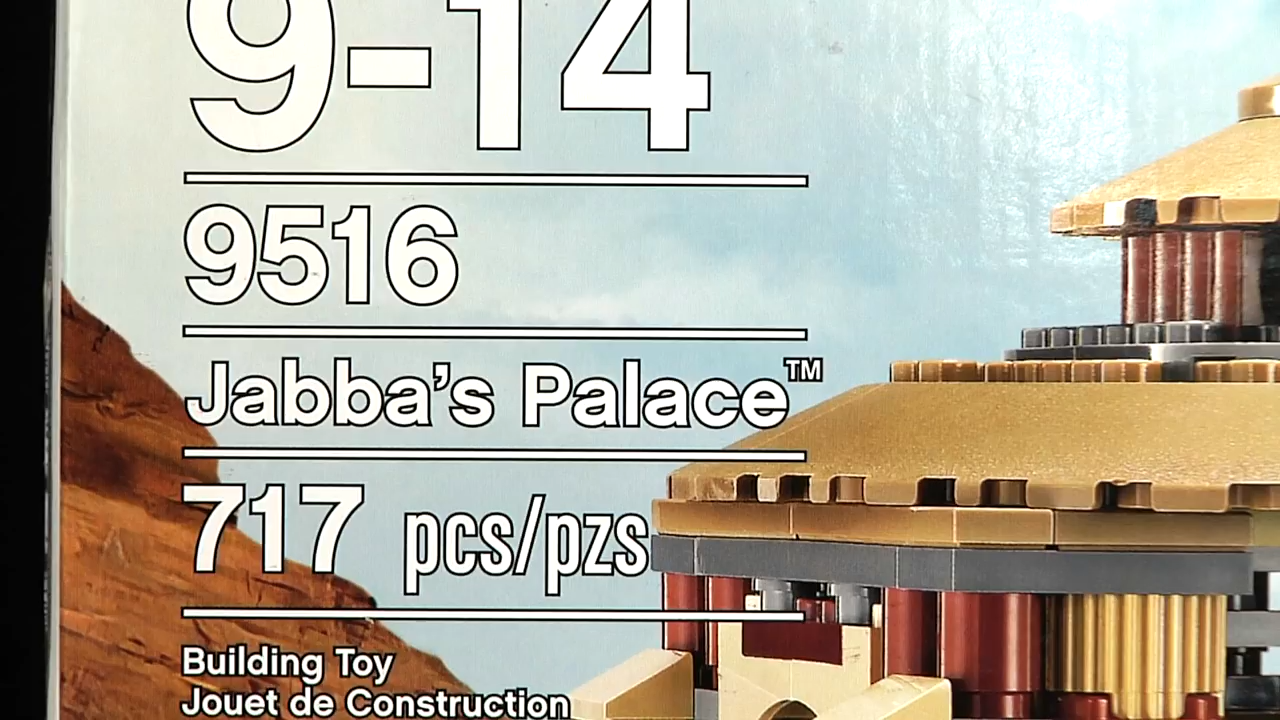 9-14
9516
Jabba's Palace™
717 pcs/pzs
Building Toy
Jouet de Construction